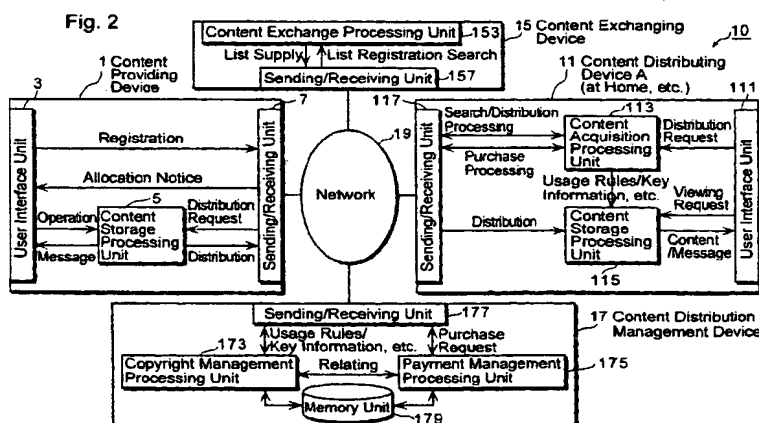 Fig. 2
Content Exchange Processing Unit
153
List Supply
List Registration Search
Sending/Receiving Unit
157
15 Content Exchanging
Device
10
1 Content
Providing
Device
3
User Interface Unit
Registration
Allocation Notice
Operation
Message
5
Content
Storage
Processing
Unit
Distribution
Request
Distribution
7
Sending/Receiving Unit
19
Network
11 Content Distributing
Device A
(at Home, etc.)
117
Sending/Receiving Unit
Search/Distribution
Processing
Purchase
Processing
113
Content
Acquisition
Processing
Unit
Distribution
Request
111
User Interface Unit
Usage Rules/Key
Information, etc.
Distribution
Content
Storage
Processing
Unit
115
Viewing
Request
Content
/Message
Sending/Receiving Unit
177
17 Content Distribution
Management Device
Usage Rules/
Key Information, etc.
Purchase
Request
173
Copyright Management
Processing Unit
Relating
Payment Management
Processing Unit
175
Memory Unit
179